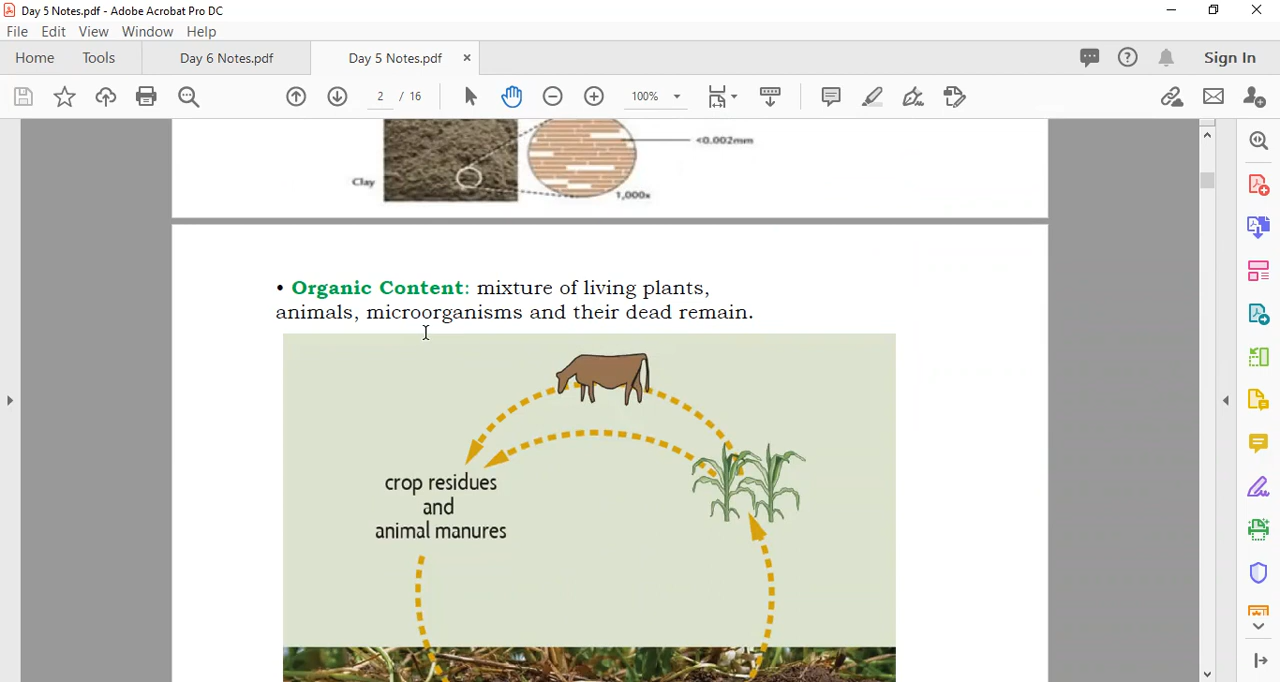 Day 5 Notes.pdf - Adobe Acrobat Pro DC
File Edit View Window Help
Home Tools Day 6 Notes.pdf Day 5 Notes.pdf ×
Sign In
2 / 16 100%
<0.002mm
Clay
1,000x
• Organic Content: mixture of living plants,
animals, microorganisms and their dead remain.
crop residues
and
animal manures